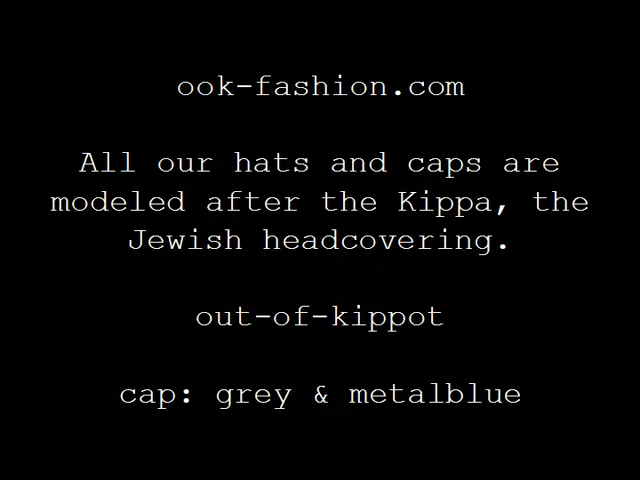 ook-fashion.com
All our hats and caps are
modeled after the Kippa, the
Jewish headcovering.
out-of-kippot
cap: grey & metalblue